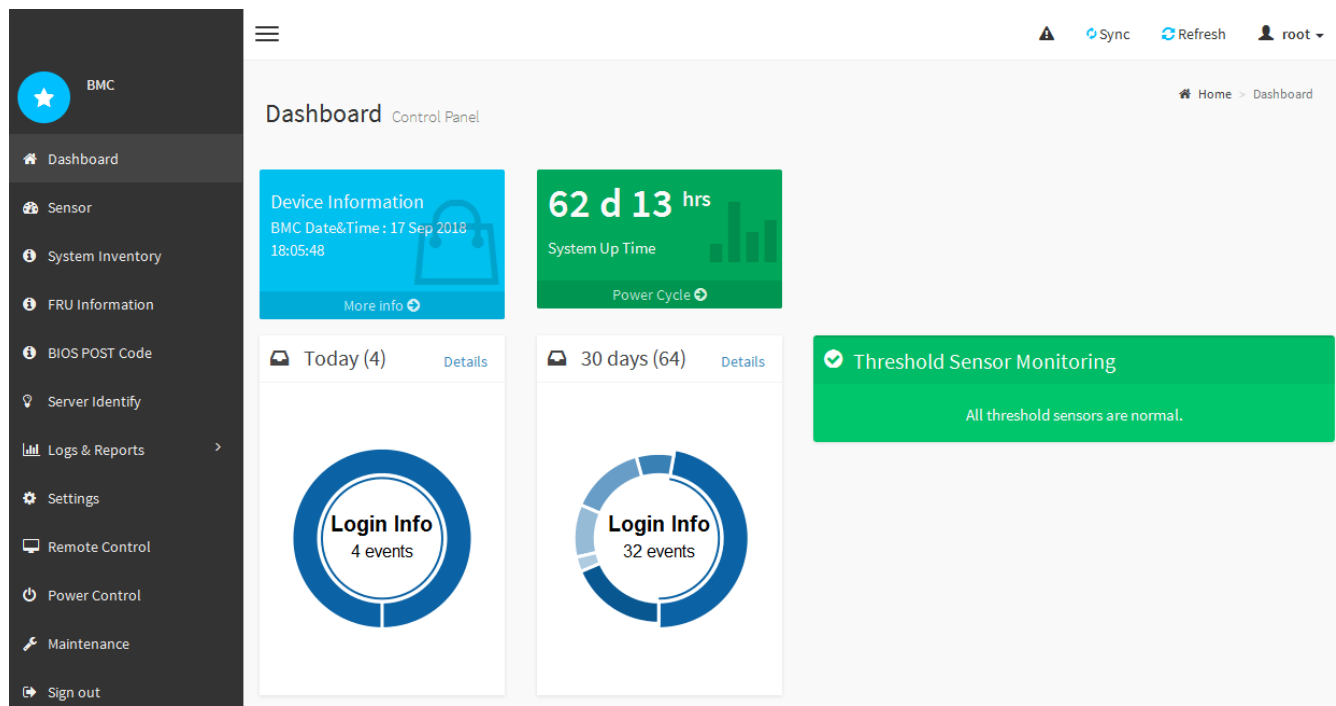 BMC
Dashboard
Sensor
System Inventory
FRU Information
BIOS POST Code
Server Identify
Logs & Reports
Settings
Remote Control
Power Control
Maintenance
Sign out
Sync Refresh root
Home > Dashboard
Dashboard Control Panel
Device Information
BMC Date&Time : 17 Sep 2018
18:05:48
More info
62 d 13 hrs
System Up Time
Power Cycle
Today (4) Details
Login Info
4 events
30 days (64) Details
Login Info
32 events
Threshold Sensor Monitoring
All threshold sensors are normal.